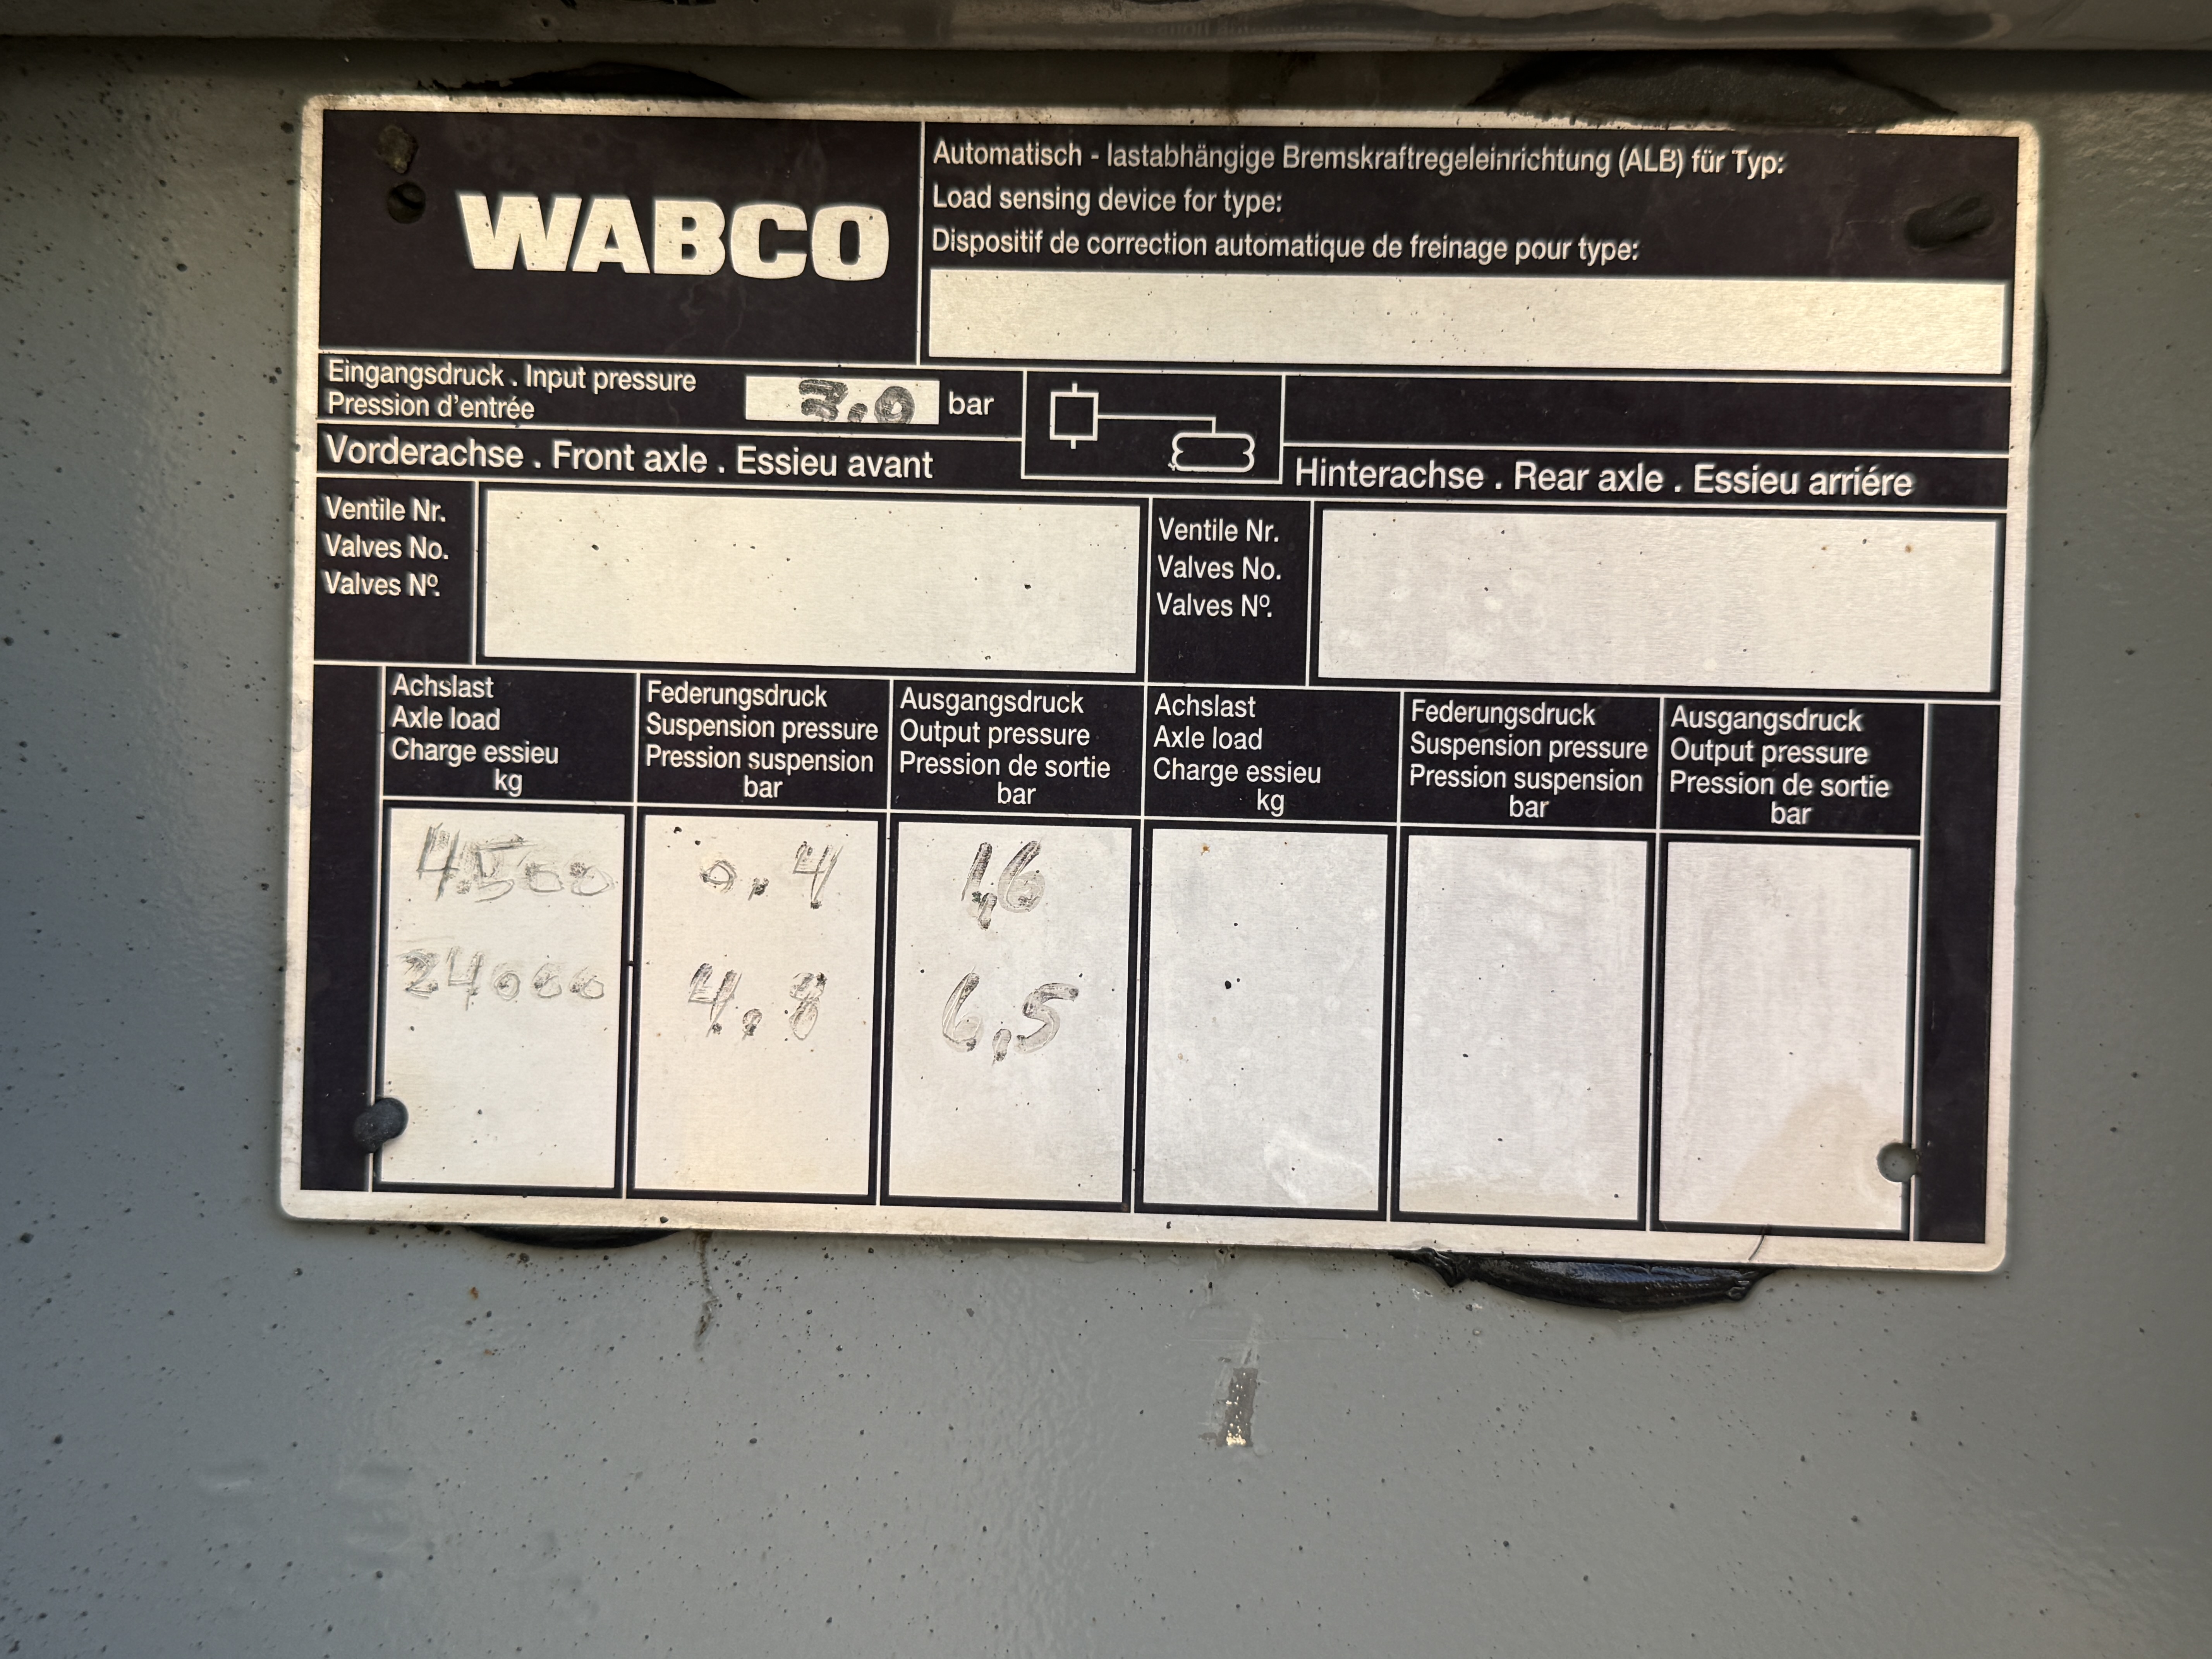 WABCO
Automatisch - lastabhängige Bremskraftregeleinrichtung (ALB) für Typ:
Load sensing device for type:
Dispositif de correction automatique de freinage pour type:
Eingangsdruck . Input pressure
Pression d'entrée
bar
Vorderachse . Front axle . Essieu avant
Hinterachse . Rear axle . Essieu arriére
Ventile Nr.
Valves No.
Valves Nº.
Ventile Nr.
Valves No.
Valves Nº.
Achslast
Axle load
Charge essieu
kg
Federungsdruck
Suspension pressure
Pression suspension
bar
Ausgangsdruck
Output pressure
Pression de sortie
bar
Achslast
Axle load
Charge essieu
kg
Federungsdruck
Suspension pressure
Pression suspension
bar
Ausgangsdruck
Output pressure
Pression de sortie
bar
4.500 0.4 1,6
24000 4,8 6,5